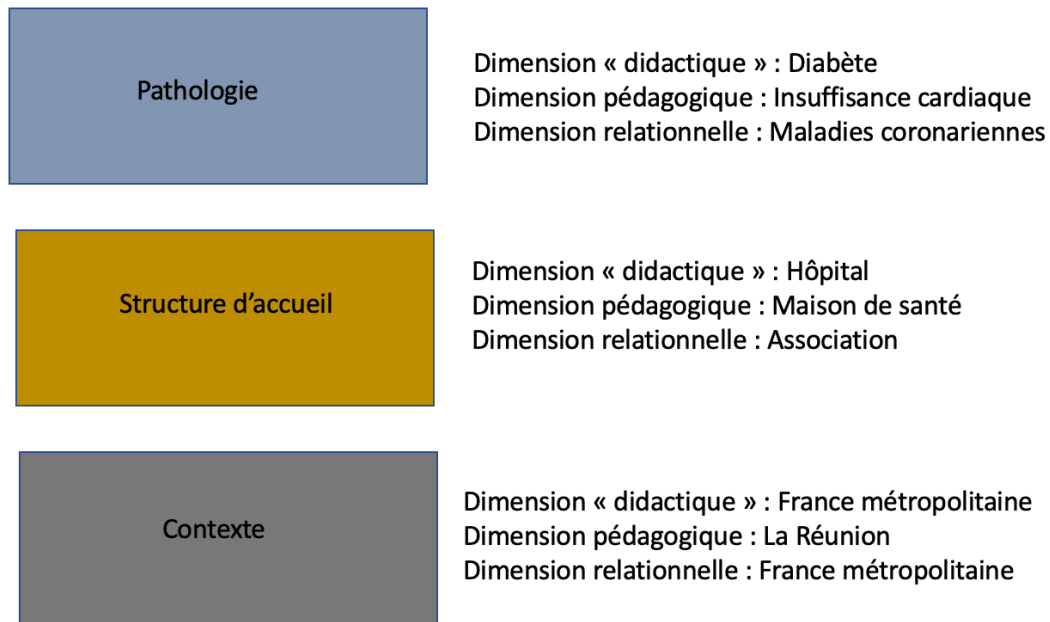 Pathologie
Dimension « didactique » : Diabète
Dimension pédagogique : Insuffisance cardiaque
Dimension relationnelle : Maladies coronariennes
Structure d’accueil
Dimension « didactique » : Hôpital
Dimension pédagogique : Maison de santé
Dimension relationnelle : Association
Contexte
Dimension « didactique » : France métropolitaine
Dimension pédagogique : La Réunion
Dimension relationnelle : France métropolitaine